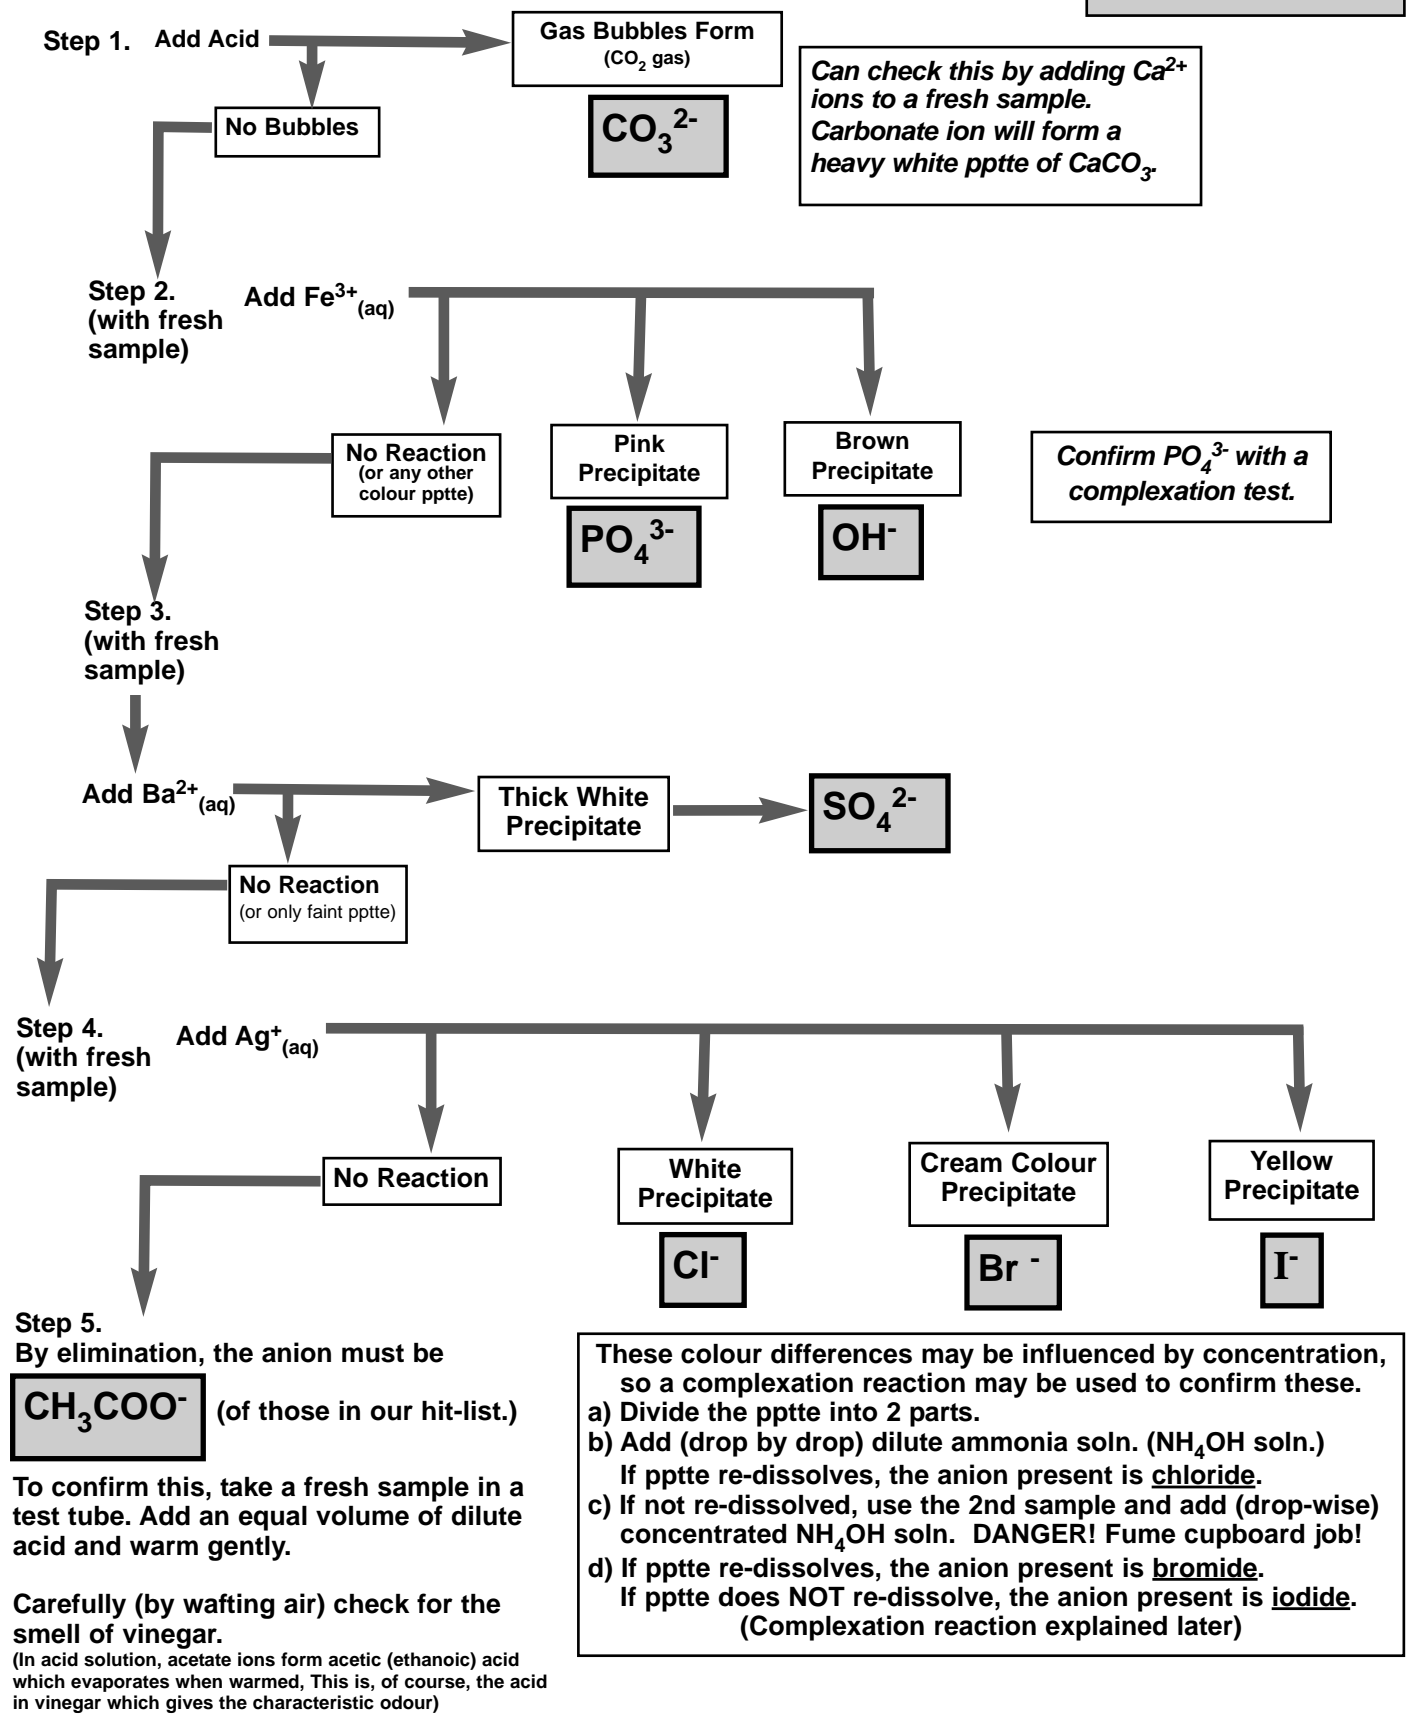 Step 1.
Add Acid
Gas Bubbles Form
(CO2 gas)
Can check this by adding Ca2+
ions to a fresh sample.
Carbonate ion will form a
heavy white pptte of CaCO3.
No Bubbles
CO3 2-
Step 2.
(with fresh
sample)
Add Fe3+(aq)
No Reaction
(or any other
colour pptte)
Pink
Precipitate
Brown
Precipitate
Confirm PO4 3- with a
complexation test.
PO4 3-
OH-
Step 3.
(with fresh
sample)
Add Ba2+(aq)
Thick White
Precipitate
SO4 2-
No Reaction
(or only faint pptte)
Step 4.
(with fresh
sample)
Add Ag+(aq)
No Reaction
White
Precipitate
Cream Colour
Precipitate
Yellow
Precipitate
Cl-
Br -
I-
Step 5.
By elimination, the anion must be
CH3COO-
(of those in our hit-list.)
To confirm this, take a fresh sample in a
test tube. Add an equal volume of dilute
acid and warm gently.
Carefully (by wafting air) check for the
smell of vinegar.
(In acid solution, acetate ions form acetic (ethanoic) acid
which evaporates when warmed, This is, of course, the acid
in vinegar which gives the characteristic odour)
These colour differences may be influenced by concentration,
so a complexation reaction may be used to confirm these.
a) Divide the pptte into 2 parts.
b) Add (drop by drop) dilute ammonia soln. (NH4OH soln.)
If pptte re-dissolves, the anion present is chloride.
c) If not re-dissolved, use the 2nd sample and add (drop-wise)
concentrated NH4OH soln. DANGER! Fume cupboard job!
d) If pptte re-dissolves, the anion present is bromide.
If pptte does NOT re-dissolve, the anion present is iodide.
(Complexation reaction explained later)